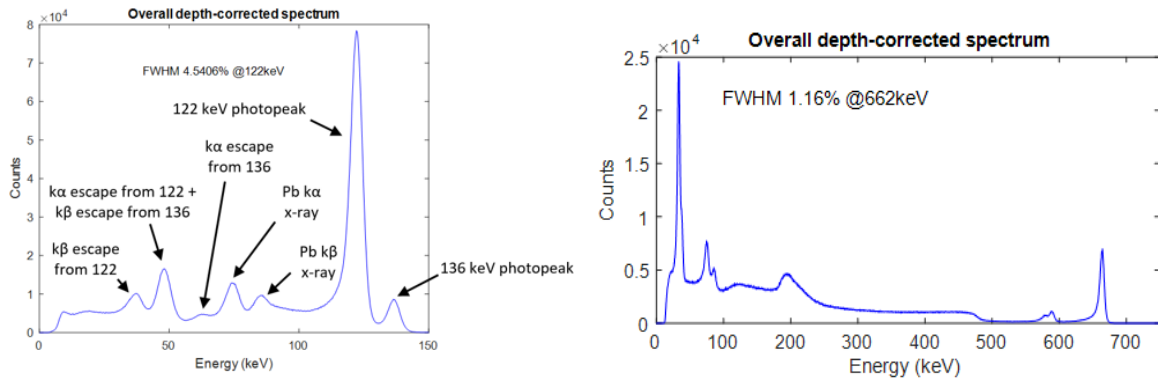 Overall depth-corrected spectrum
×10⁴
8
7
6
5
4
3
2
1
0
Counts
0 50 100 150
Energy (keV)
FWHM 4.5406% @122keV
122 keV photopeak
kα escape
from 136
kα escape from 122 +
kβ escape from 136
Pb kα
x-ray
kβ escape
from 122
Pb kβ
x-ray
136 keV photopeak
Overall depth-corrected spectrum
×10⁴
2.5
2
1.5
1
0.5
0
Counts
0 100 200 300 400 500 600 700
Energy (keV)
FWHM 1.16% @662keV